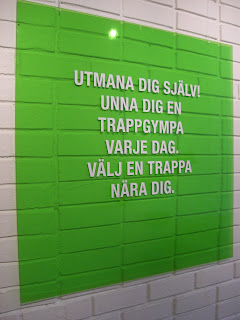 UTMANA DIG SJÄLV!
UNNA DIG EN
TRAPPGYMPA
VARJE DAG.
VÄLJ EN TRAPPA
NÄRA DIG.